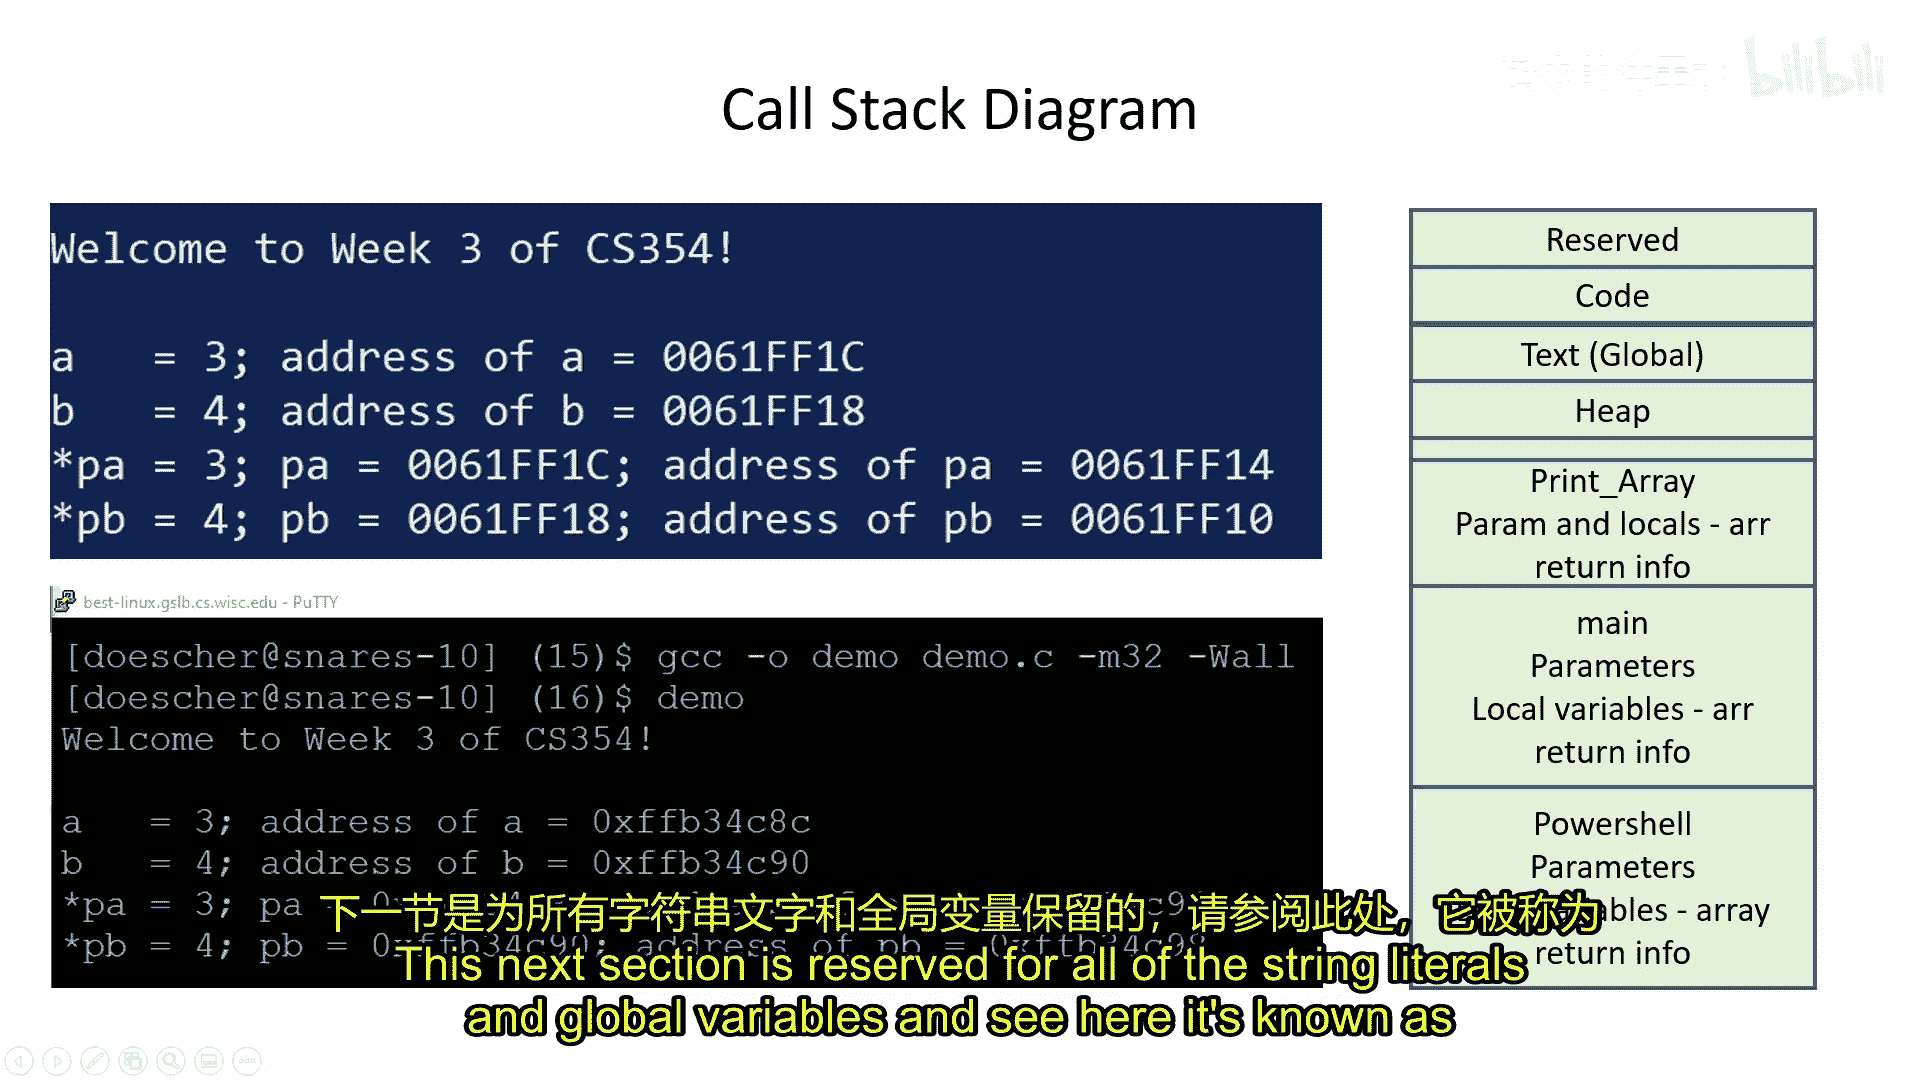 bilibili
Call Stack Diagram
Welcome to Week 3 of CS354!
a   = 3; address of a = 0061FF1C
b   = 4; address of b = 0061FF18
*pa = 3; pa = 0061FF1C; address of pa = 0061FF14
*pb = 4; pb = 0061FF18; address of pb = 0061FF10
best-linux.gslb.cs.wisc.edu - PuTTY
[doescher@snares-10] (15)$ gcc -o demo demo.c -m32 -Wall
[doescher@snares-10] (16)$ demo
Welcome to Week 3 of CS354!
a   = 3; address of a = 0xffb34c8c
b   = 4; address of b = 0xffb34c90
*pa = 3; pa
*pb = 4; pb = 0xffb34c90; address of pb = 0xffb34c98
Reserved
Code
Text (Global)
Heap
Print_Array
Param and locals - arr
return info
main
Parameters
Local variables - arr
return info
Powershell
Parameters
- array
return info
下一节是为所有字符串文字和全局变量保留的，请参阅此处，它被称为
This next section is reserved for all of the string literals
and global variables and see here it's known as